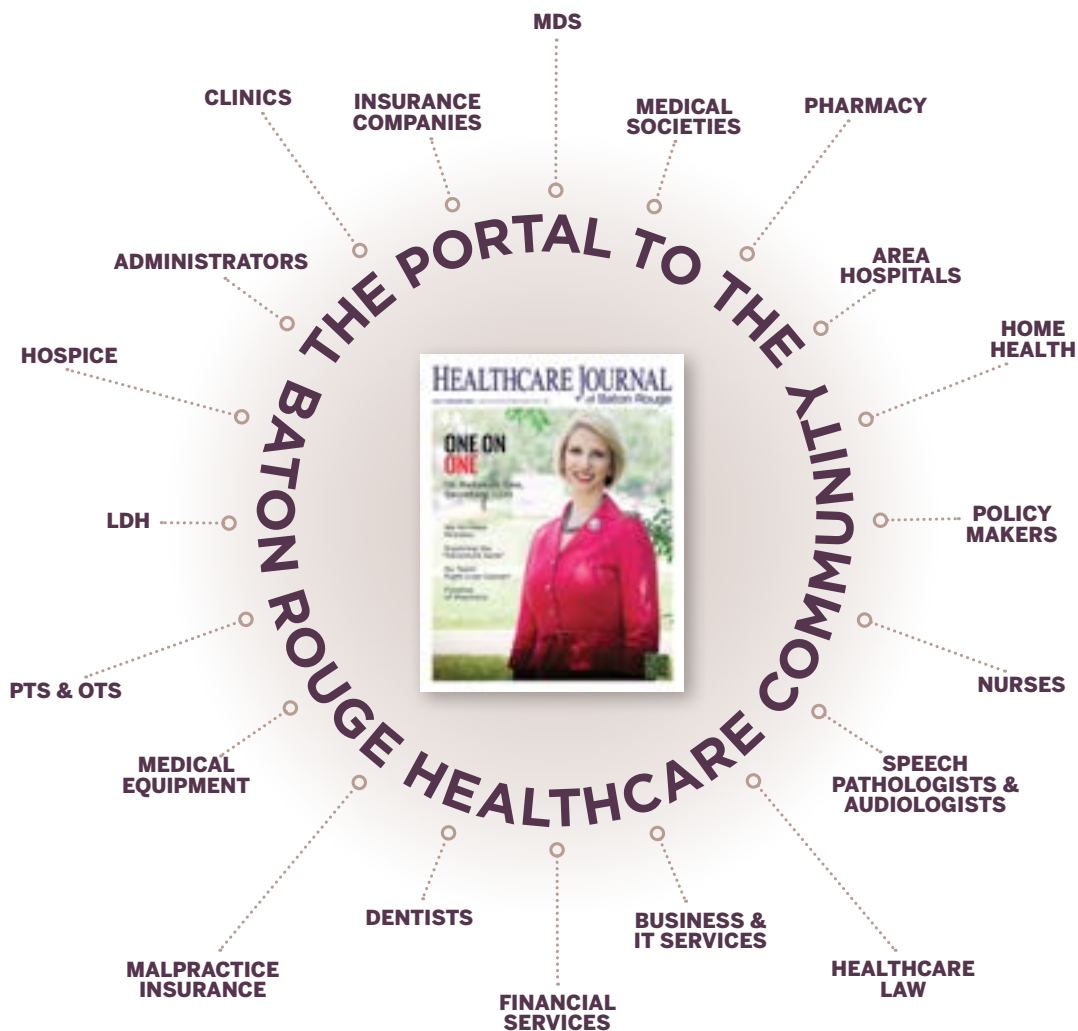 MDS
CLINICS
INSURANCE
COMPANIES
MEDICAL
SOCIETIES
PHARMACY
ADMINISTRATORS
AREA
HOSPITALS
HOSPICE
HOME
HEALTH
THE PORTAL TO THE
BATON ROUGE HEALTHCARE COMMUNITY
HEALTHCARE JOURNAL
of Baton Rouge
ONE ON
ONE
LDH
POLICY
MAKERS
PTS & OTS
NURSES
MEDICAL
EQUIPMENT
SPEECH
PATHOLOGISTS &
AUDIOLOGISTS
DENTISTS
BUSINESS &
IT SERVICES
MALPRACTICE
INSURANCE
HEALTHCARE
LAW
FINANCIAL
SERVICES